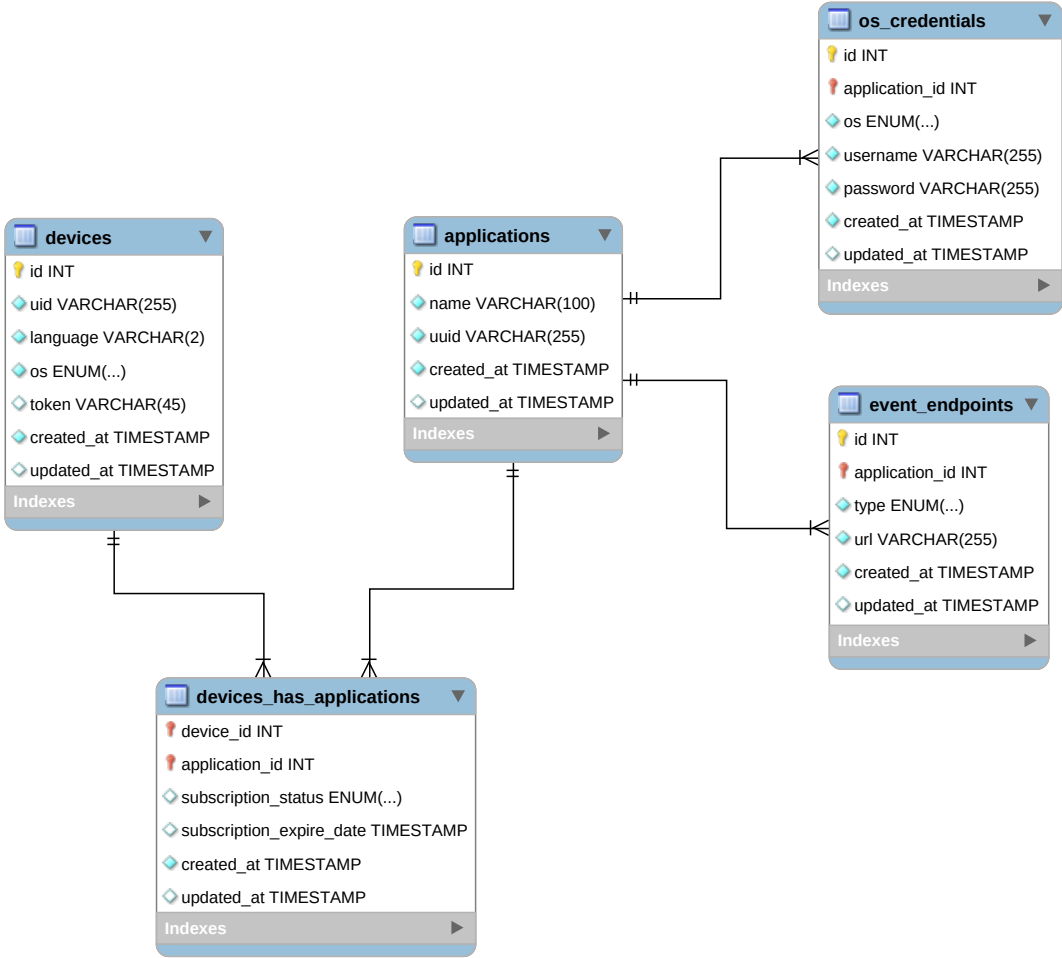 os_credentials
id INT
application_id INT
os ENUM(...)
username VARCHAR(255)
password VARCHAR(255)
created_at TIMESTAMP
updated_at TIMESTAMP
Indexes
devices
id INT
uid VARCHAR(255)
language VARCHAR(2)
os ENUM(...)
token VARCHAR(45)
created_at TIMESTAMP
updated_at TIMESTAMP
Indexes
applications
id INT
name VARCHAR(100)
uuid VARCHAR(255)
created_at TIMESTAMP
updated_at TIMESTAMP
Indexes
event_endpoints
id INT
application_id INT
type ENUM(...)
url VARCHAR(255)
created_at TIMESTAMP
updated_at TIMESTAMP
Indexes
devices_has_applications
device_id INT
application_id INT
subscription_status ENUM(...)
subscription_expire_date TIMESTAMP
created_at TIMESTAMP
updated_at TIMESTAMP
Indexes